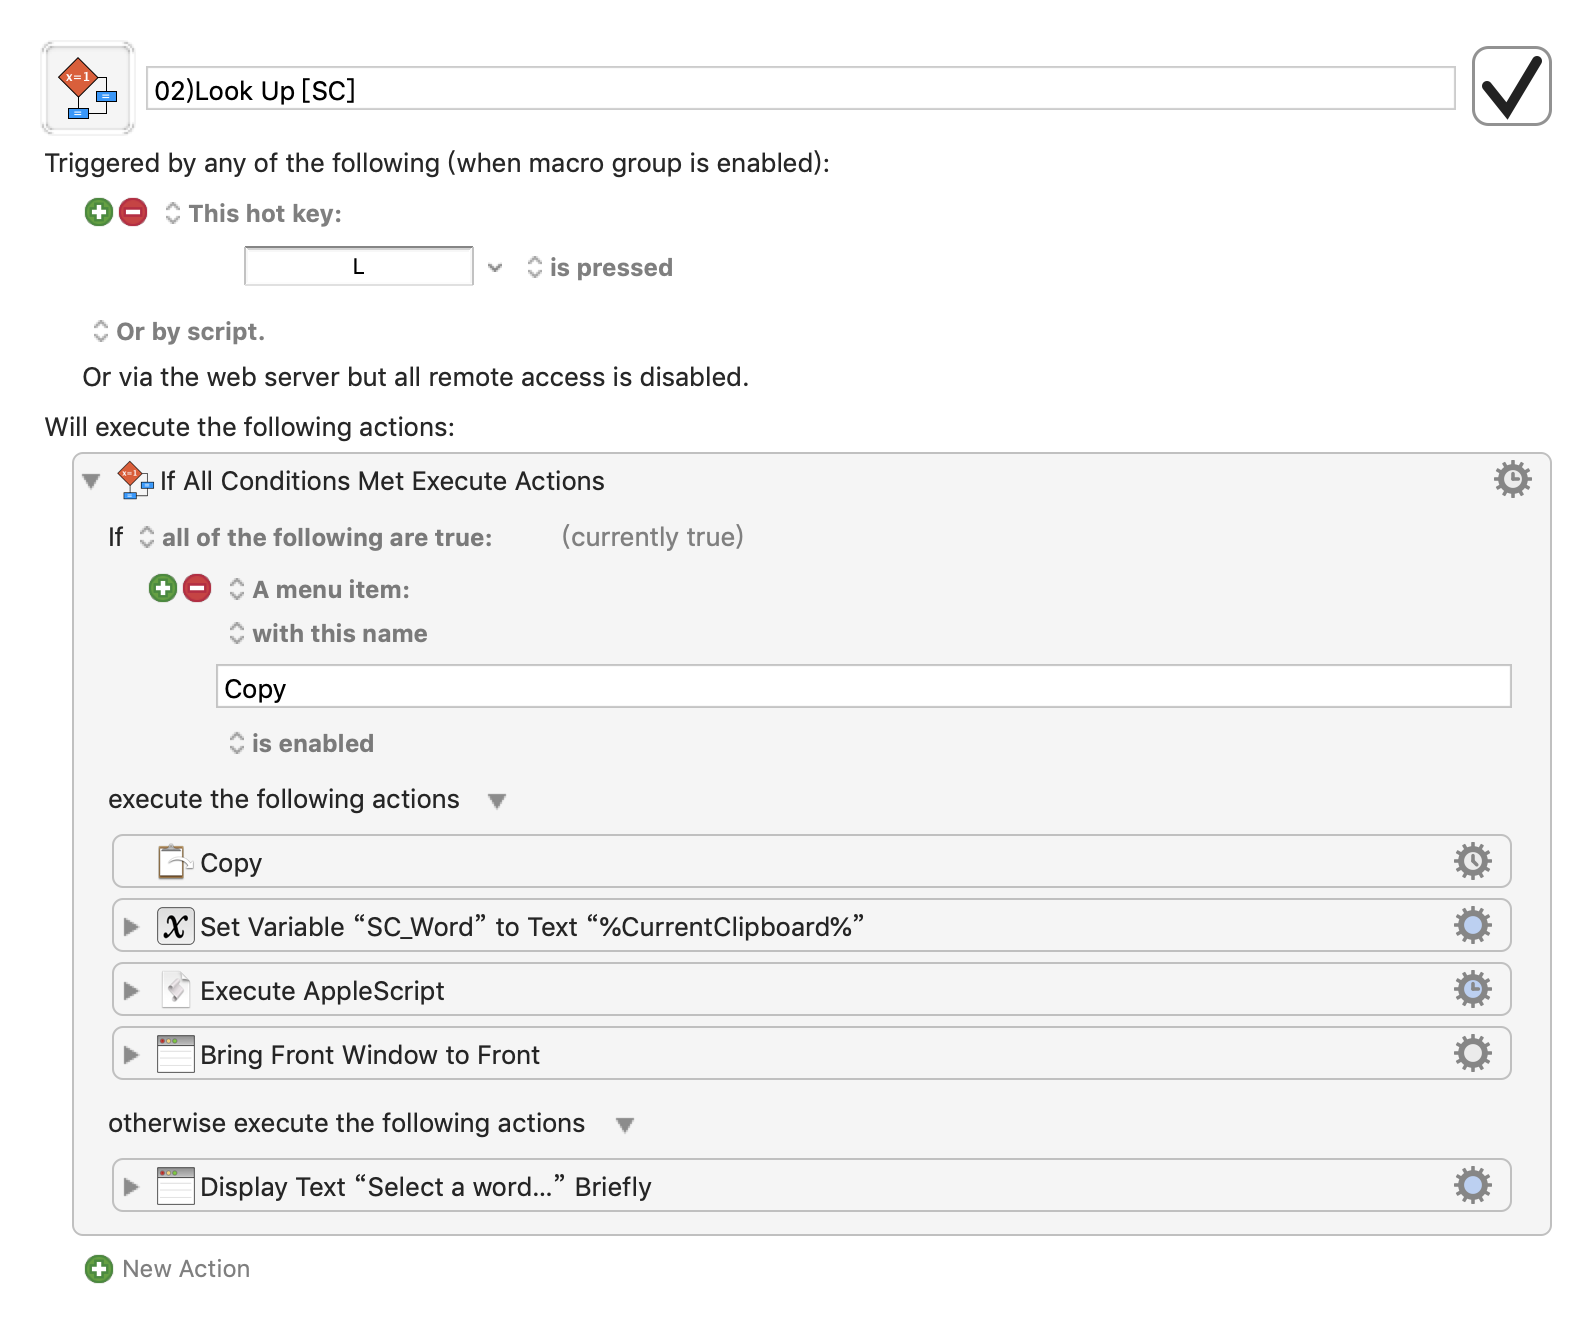 x=1
02)Look Up [SC]
Triggered by any of the following (when macro group is enabled):
This hot key:
L
is pressed
Or by script.
Or via the web server but all remote access is disabled.
Will execute the following actions:
x=1
If All Conditions Met Execute Actions
If all of the following are true: (currently true)
A menu item:
with this name
Copy
is enabled
execute the following actions
Copy
X Set Variable “SC_Word” to Text “%CurrentClipboard%”
Execute AppleScript
Bring Front Window to Front
otherwise execute the following actions
Display Text “Select a word...” Briefly
New Action